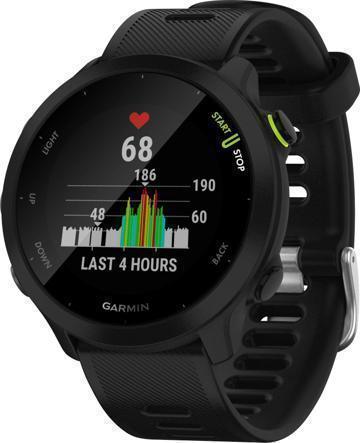 LIGHT
START
STOP
68
186
190
48
60
UP
DOWN
BACK
LAST 4 HOURS
GARMIN